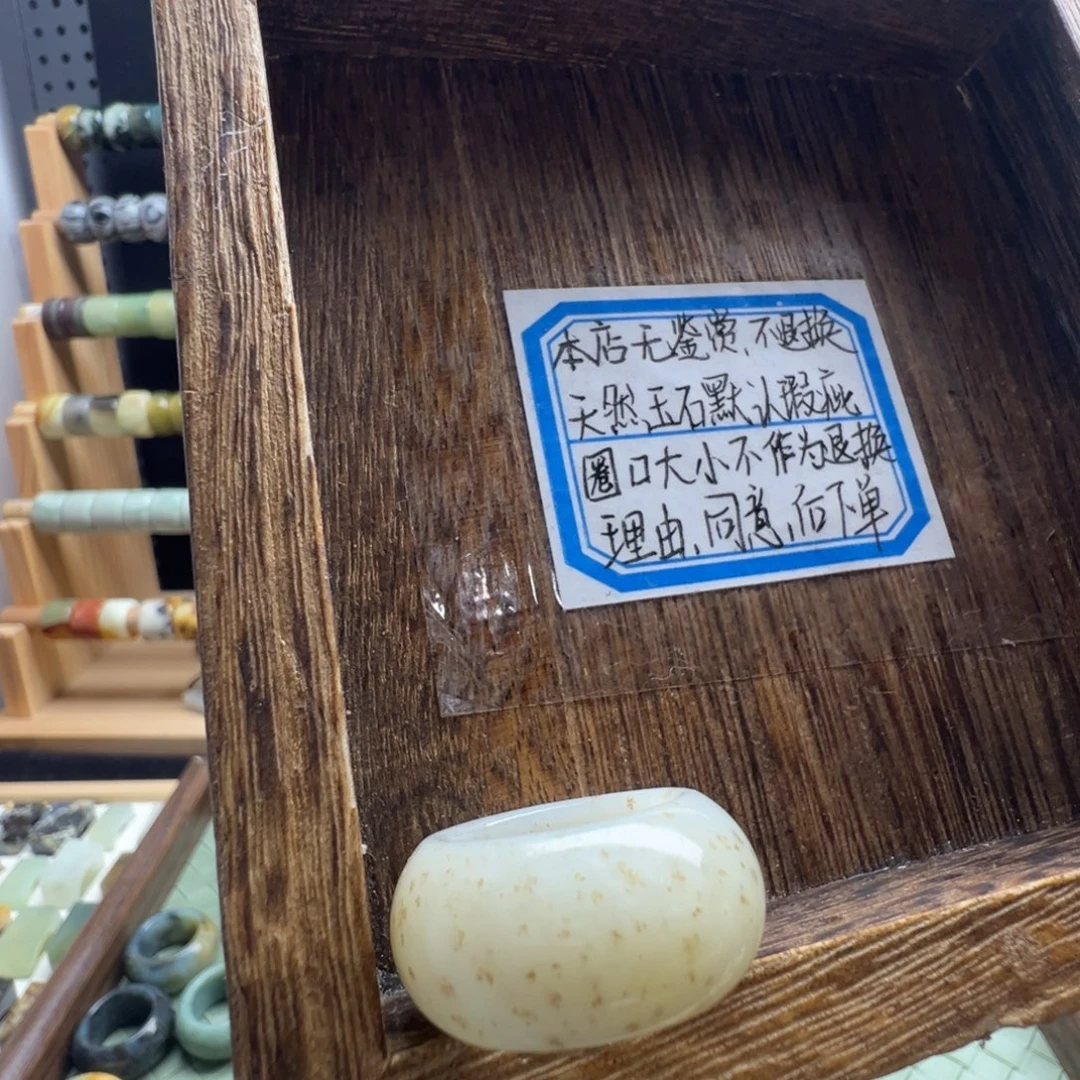 本店无鉴赏、不退换
天然玉石默认瑕疵
圈口大小不作为退换
理由、同意后下单